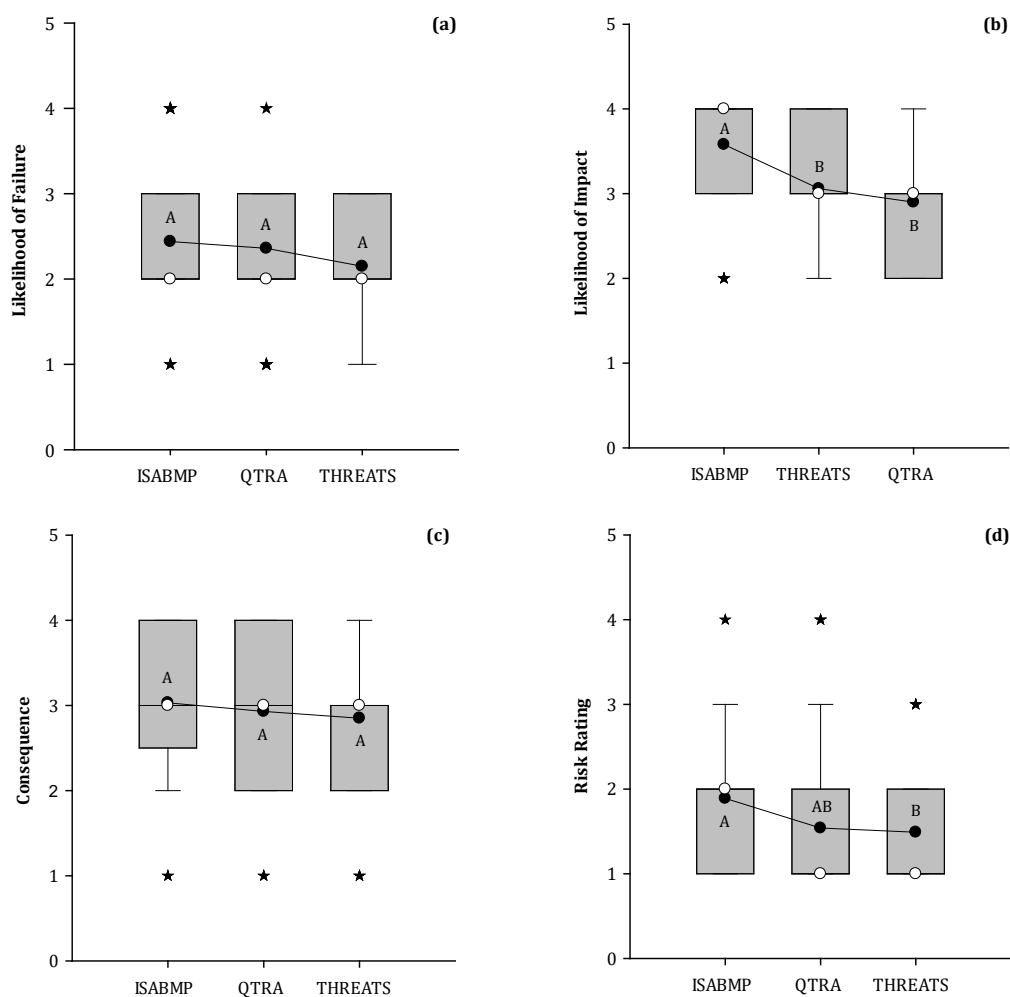 (a)
Likelihood of Failure
5
4
3
2
1
0
A
A
A
ISABMP QTRA THREATS
(b)
Likelihood of Impact
5
4
3
2
1
0
A
B
B
ISABMP THREATS QTRA
(c)
Consequence
5
4
3
2
1
0
A
A
A
ISABMP QTRA THREATS
(d)
Risk Rating
5
4
3
2
1
0
A
AB
B
ISABMP QTRA THREATS